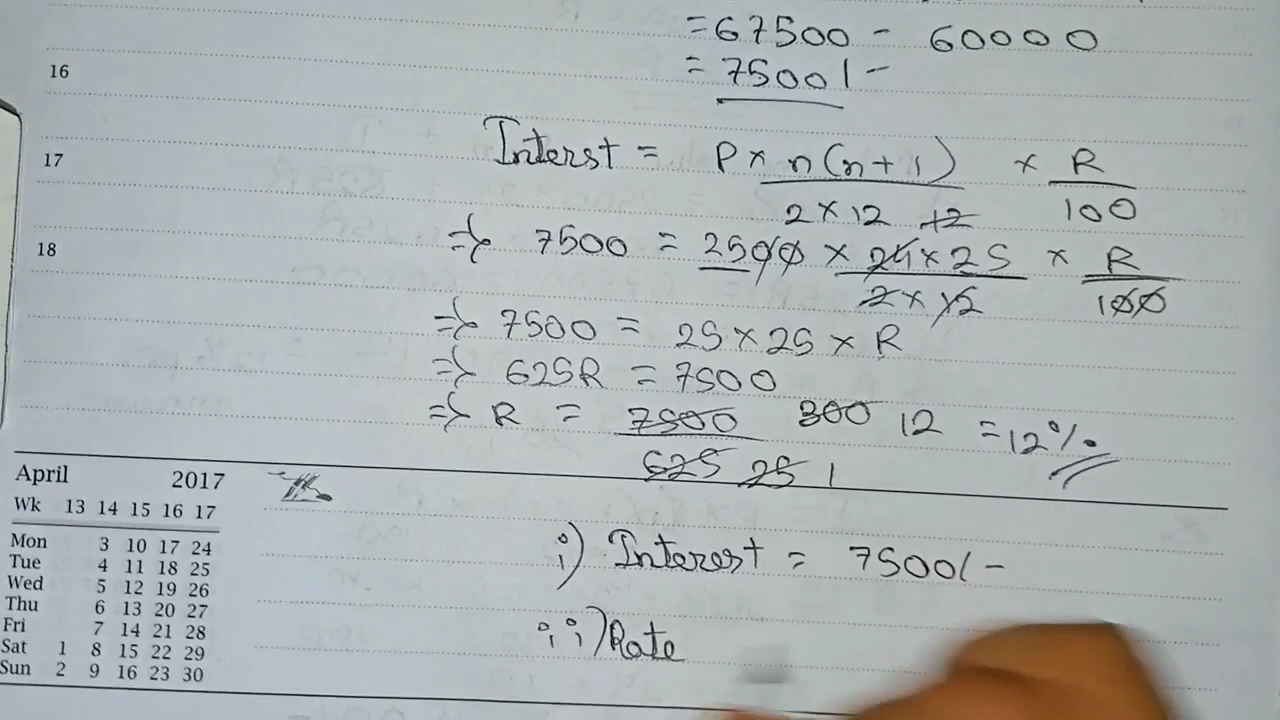 =67500 - 60000
= 7500/-
16
Interst = P x n(n+1) x R
2 x 12 12 100
17
=> 7500 = 2500 x 24 x 25 x R
2 x 12 100
18
=> 7500 = 25 x 25 x R
=> 625R = 7500
=> R = 7500 300 12 = 12%
625 25 1
April 2017
Wk 13 14 15 16 17
Mon 3 10 17 24
Tue 4 11 18 25
Wed 5 12 19 26
Thu 6 13 20 27
Fri 7 14 21 28
Sat 1 8 15 22 29
Sun 2 9 16 23 30
i) Interest = 7500/-
ii) Rate